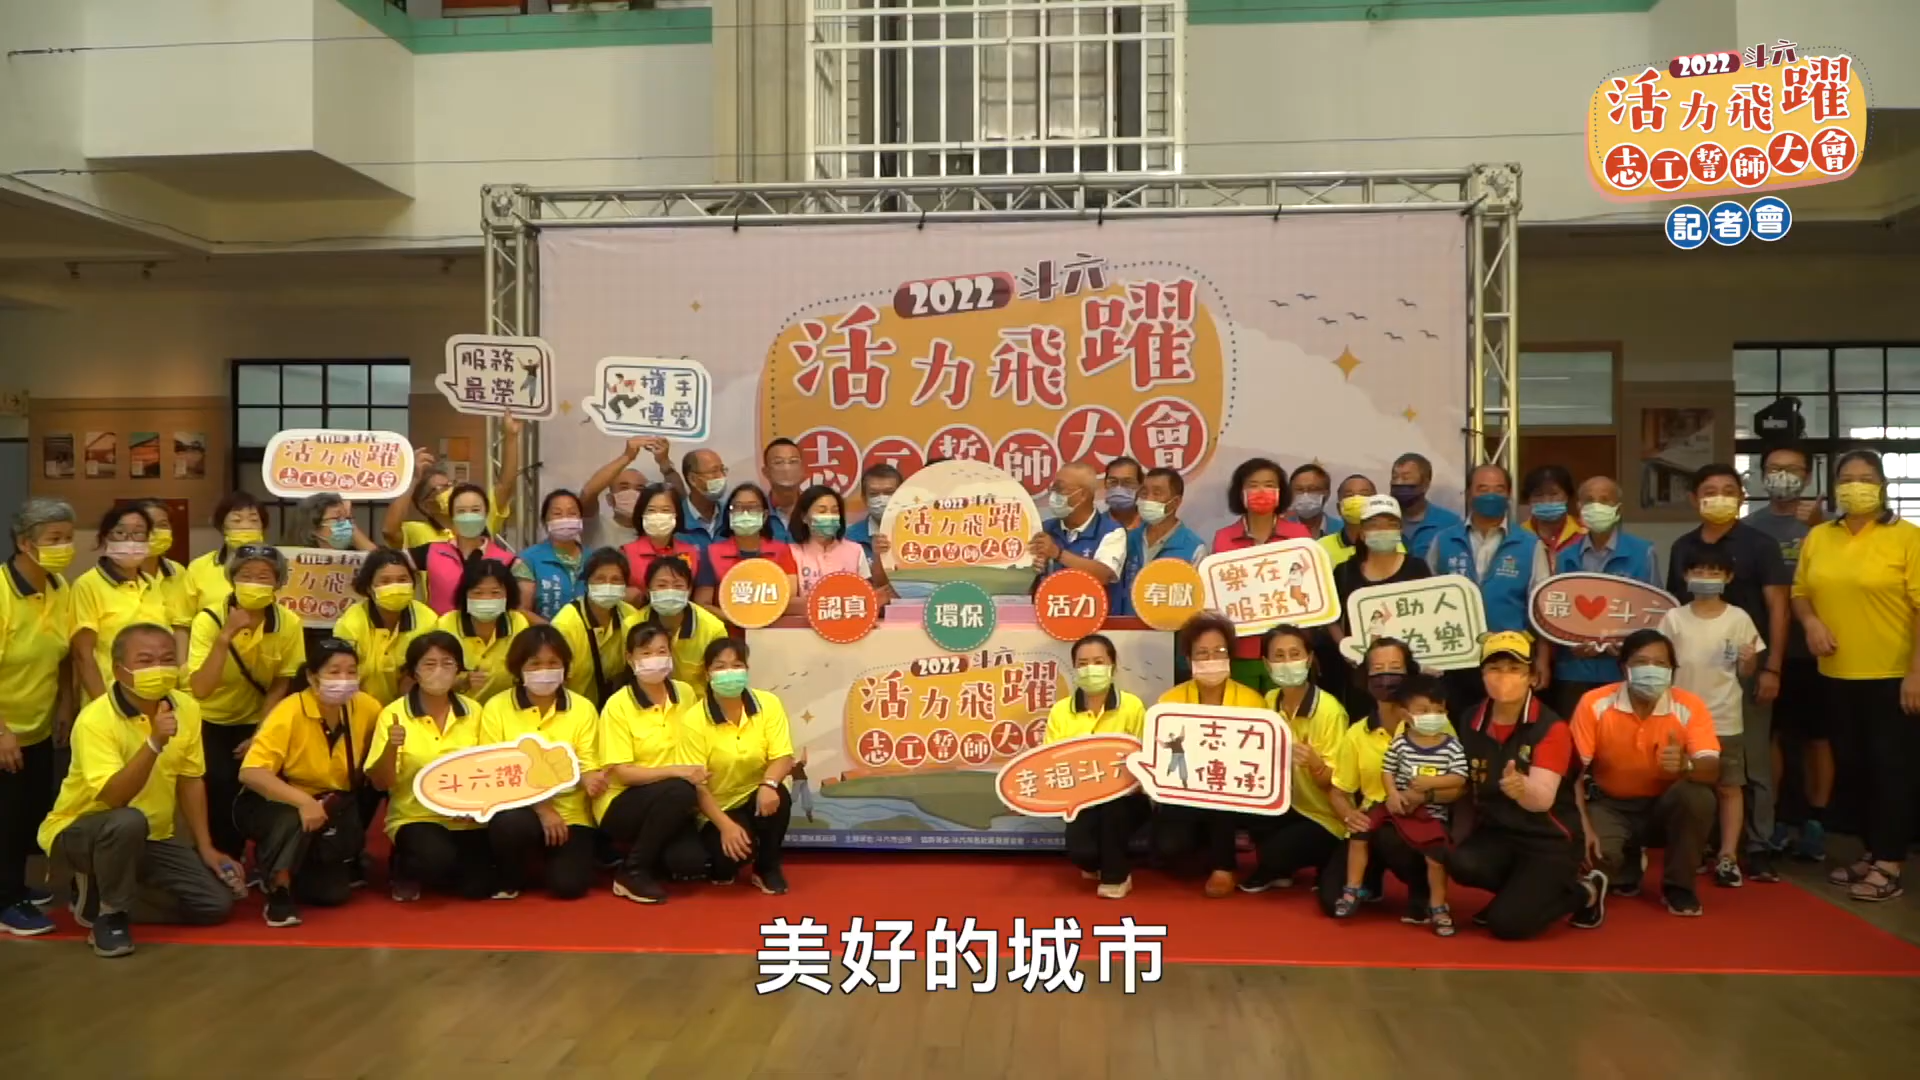 2022 斗六
活力飛躍
志工誓師大會
記者會
2022 斗六
活力飛躍
志工誓師大會
服務
最榮
攜手
傳愛
活力飛躍
志工誓師大會
2022 斗六
活力飛躍
志工誓師大會
愛心
認真
環保
活力
奉獻
樂在
服務
助人
為樂
最❤斗六
2022 斗六
活力飛躍
志工誓師大
斗六讚
幸福斗六
志力
傳承
美好的城市